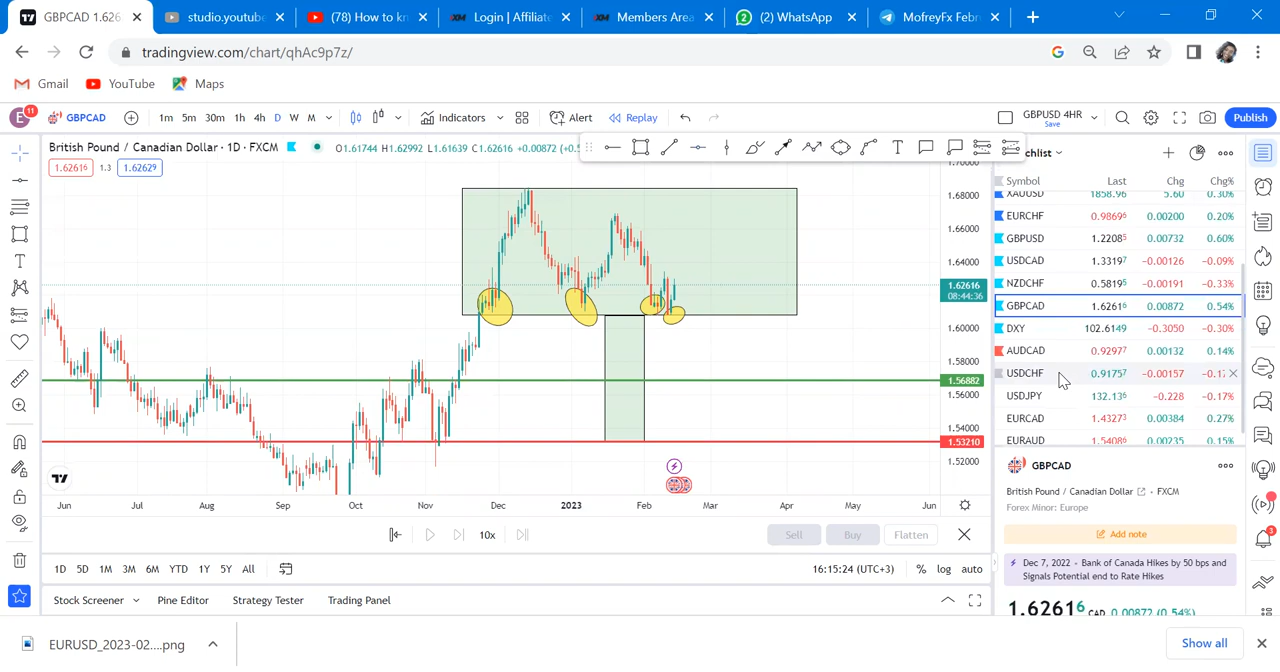 GBPCAD 1.626
studio.youtube
(78) How to kn
Login | Affiliate
Members Area
(2) WhatsApp
MofreyFx Febr
tradingview.com/chart/qhAc9p7z/
Gmail
YouTube
Maps
E
11
GBPCAD
1m 5m 30m 1h 4h D W M
Indicators
Alert
Replay
GBPUSD 4HR
Save
Publish
British Pound / Canadian Dollar · 1D · FXCM
O1.61744 H1.62992 L1.61639 C1.62616 +0.00872 (+0.5
1.62616
1.3
1.62629
T
chlist
Symbol Last Chg Chg%
XAUUSD 1858.96 5.60 0.30%
EURCHF 0.98696 0.00200 0.20%
GBPUSD 1.22085 0.00732 0.60%
USDCAD 1.33197 -0.00126 -0.09%
NZDCHF 0.58195 -0.00191 -0.33%
GBPCAD 1.62616 0.00872 0.54%
DXY 102.6149 -0.3050 -0.30%
AUDCAD 0.92977 0.00132 0.14%
USDCHF 0.91757 -0.00157 -0.17
USDJPY 132.136 -0.228 -0.17%
EURCAD 1.43273 0.00384 0.27%
EURAUD 1.54086 0.00235 0.15%
1.70000
1.68000
1.66000
1.64000
1.62616
08:44:36
1.60000
1.58000
1.56882
1.56000
1.54000
1.53210
1.52000
T
Jun Jul Aug Sep Oct Nov Dec 2023 Feb Mar Apr May Jun
GBPCAD
British Pound / Canadian Dollar · FXCM
Forex Minor: Europe
Add note
Dec 7, 2022 - Bank of Canada Hikes by 50 bps and
Signals Potential end to Rate Hikes
1.62616 CAD 0.00872 (0.54%)
10x
Sell
Buy
Flatten
1D 5D 1M 3M 6M YTD 1Y 5Y All
16:15:24 (UTC+3)
% log auto
3
Stock Screener
Pine Editor
Strategy Tester
Trading Panel
EURUSD_2023-02....png
Show all